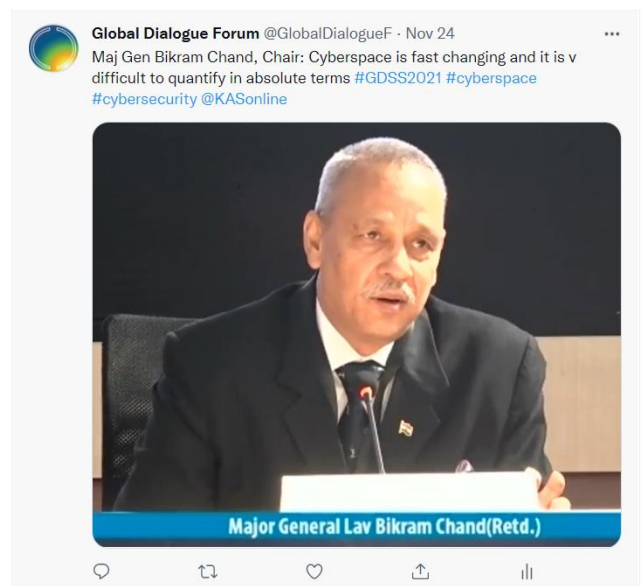 Global Dialogue Forum @GlobalDialogueF · Nov 24
Maj Gen Bikram Chand, Chair: Cyberspace is fast changing and it is v
difficult to quantify in absolute terms #GDSS2021 #cyberspace
#cybersecurity @KASonline
Major General Lav Bikram Chand(Retd.)